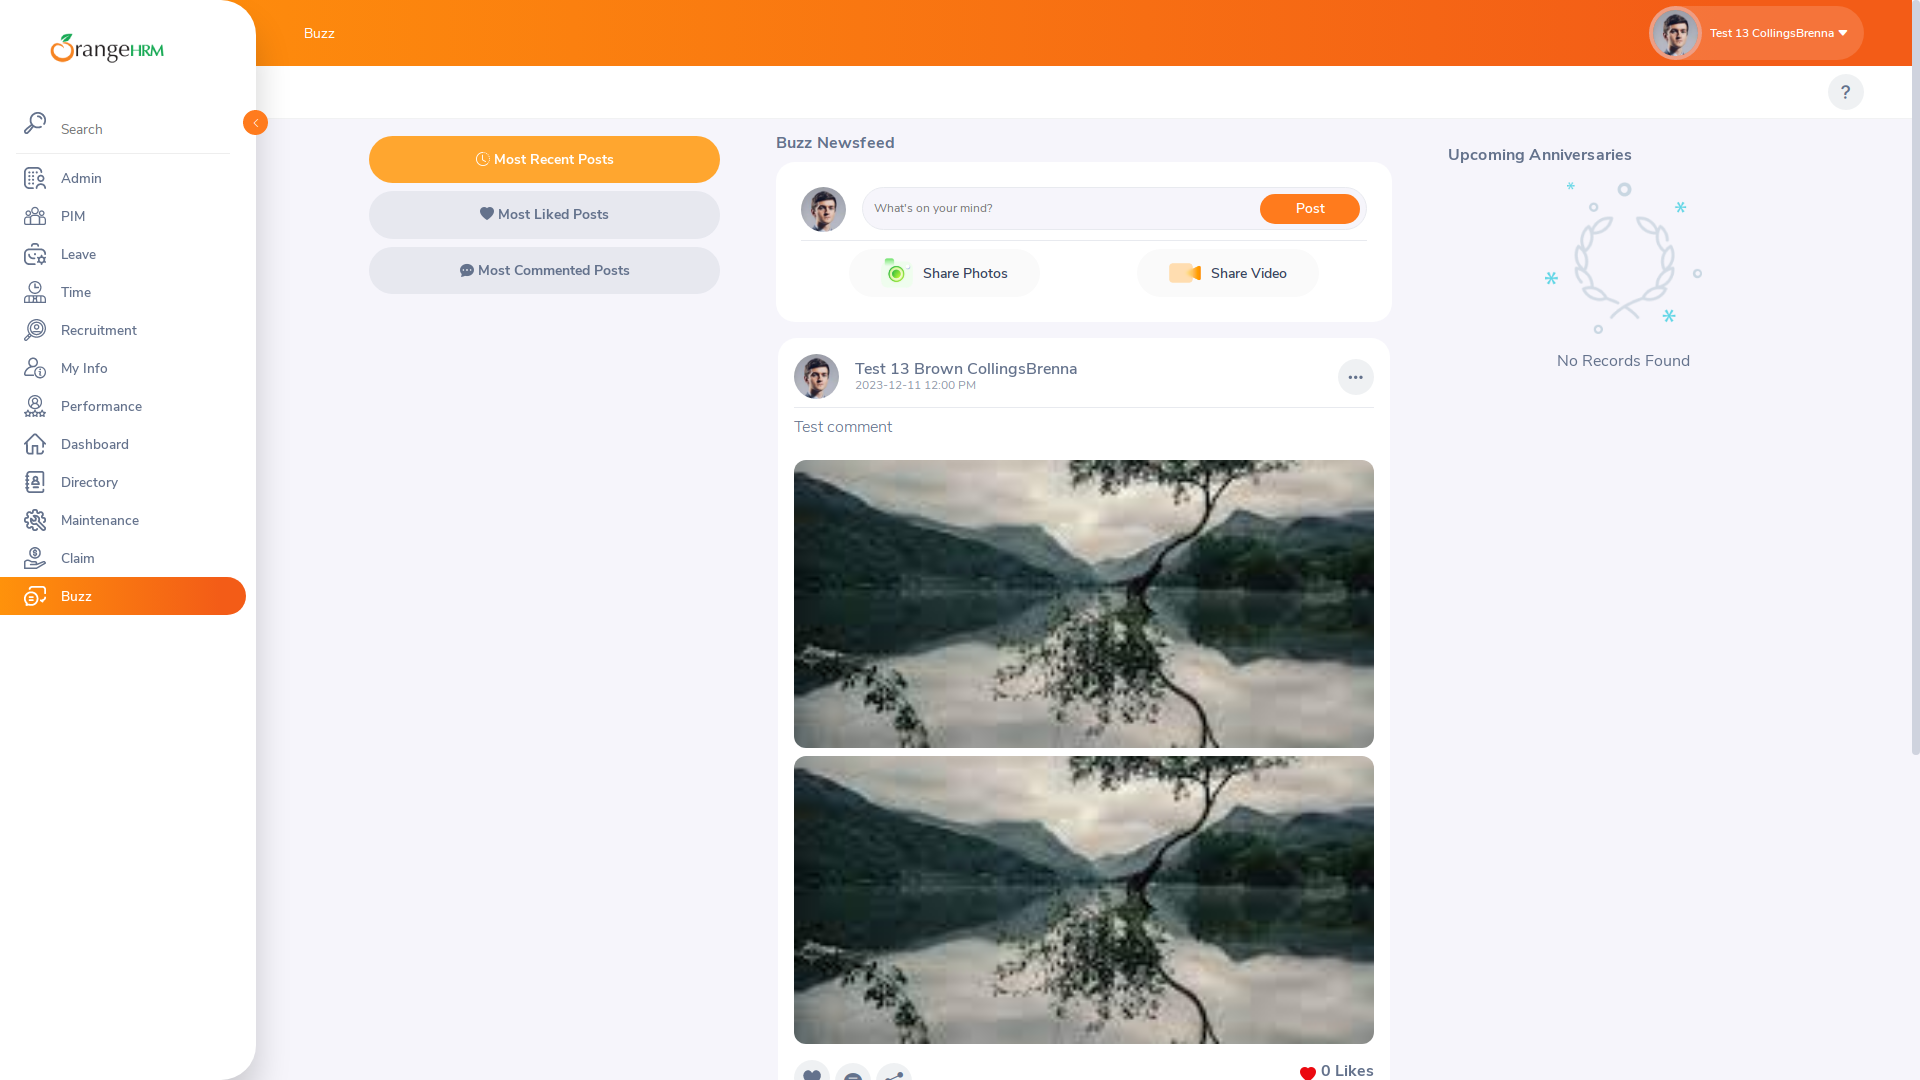 OrangeHRM
Search
Admin
PIM
Leave
Time
Recruitment
My Info
Performance
Dashboard
Directory
Maintenance
Claim
Buzz
Buzz
Test 13 CollingsBrenna
?
Most Recent Posts
Most Liked Posts
Most Commented Posts
Buzz Newsfeed
What's on your mind?
Post
Share Photos
Share Video
Test 13 Brown CollingsBrenna
2023-12-11 12:00 PM
Test comment
0 Likes
Upcoming Anniversaries
No Records Found